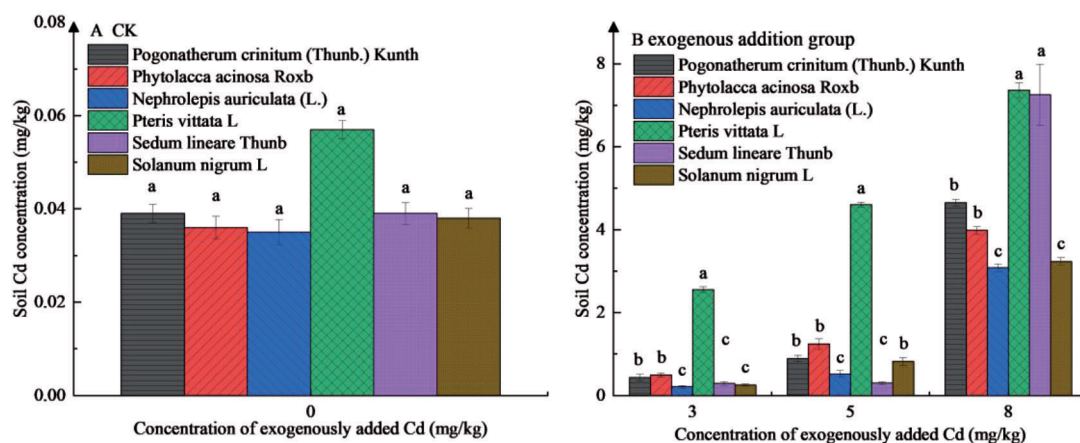 A CK
Pogonatherum crinitum (Thunb.) Kunth
Phytolacca acinosa Roxb
Nephrolepis auriculata (L.)
Pteris vittata L
Sedum lineare Thunb
Solanum nigrum L
Soil Cd concentration (mg/kg)
0.08
0.06
0.04
0.02
0.00
a
a
a
a
a
a
0
Concentration of exogenously added Cd (mg/kg)
B exogenous addition group
Pogonatherum crinitum (Thunb.) Kunth
Phytolacca acinosa Roxb
Nephrolepis auriculata (L.)
Pteris vittata L
Sedum lineare Thunb
Solanum nigrum L
Soil Cd concentration (mg/kg)
8
6
4
2
0
b
b
c
a
c
c
b
b
c
a
c
b
b
b
c
a
a
c
3
5
8
Concentration of exogenously added Cd (mg/kg)